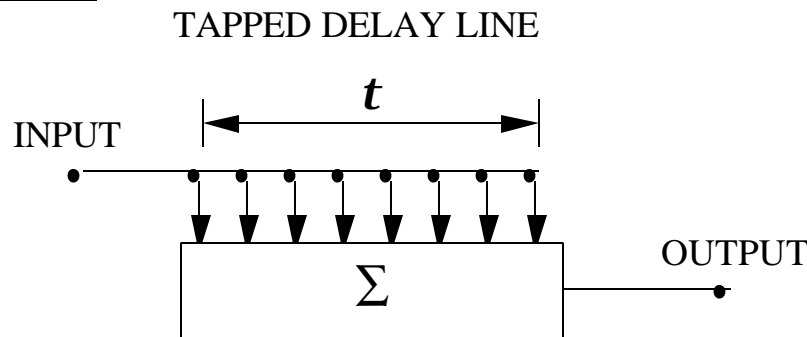 TAPPED DELAY LINE
t
INPUT
Σ
OUTPUT